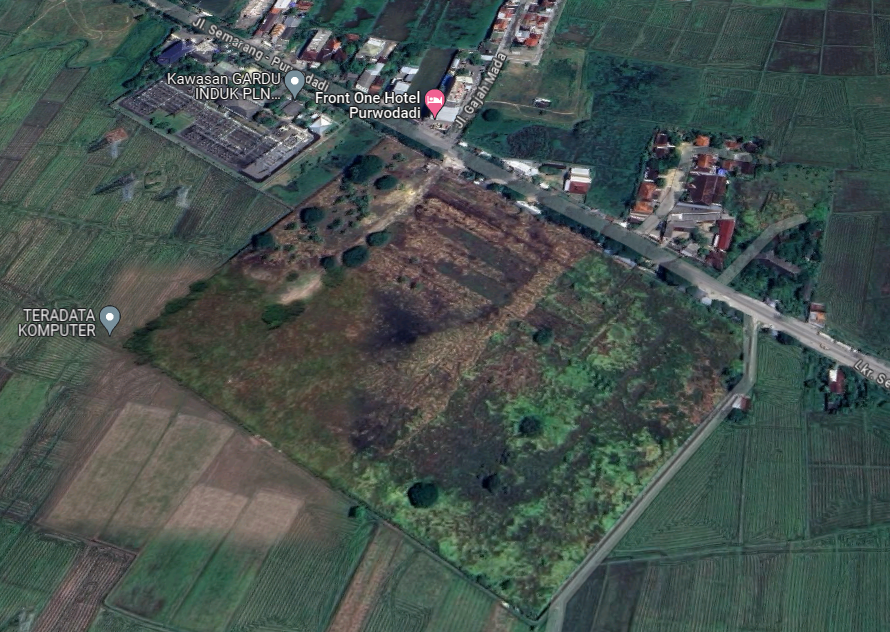 Jl. Semarang - Purwodadi
Kawasan GARDU
INDUK PLN...
Front One Hotel
Purwodadi
Jl. Gajah Mada
TERADATA
KOMPUTER
Lkr. Se